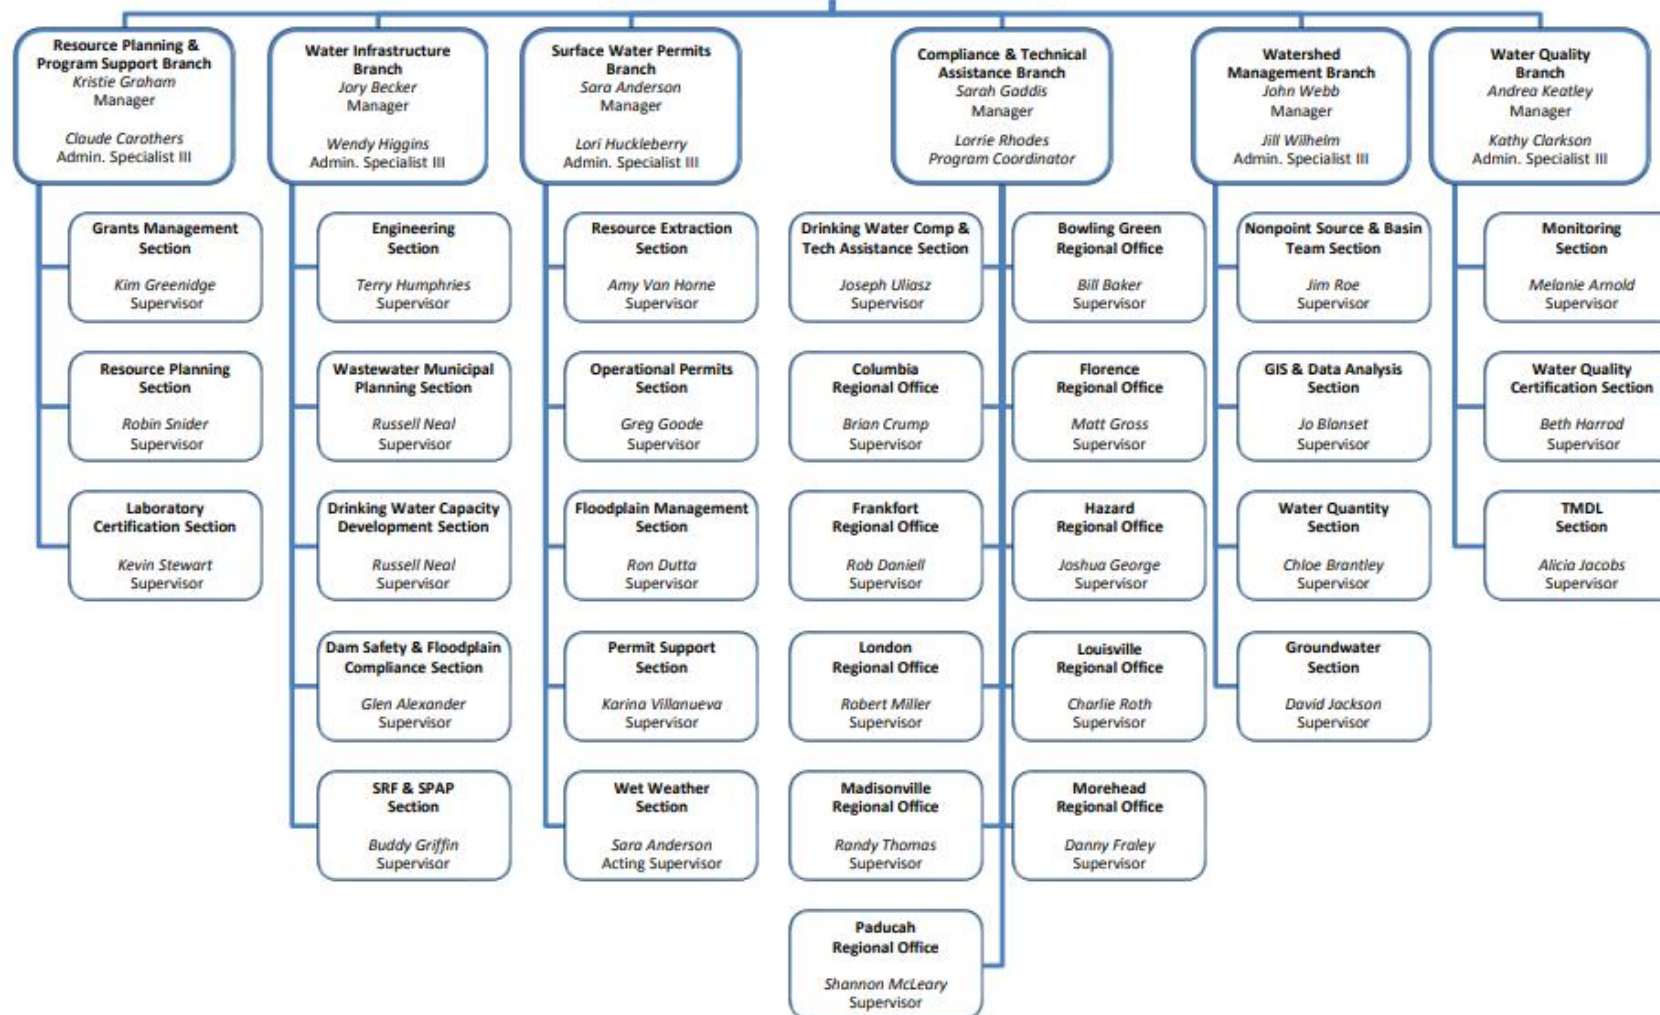 Resource Planning &
Program Support Branch
Kristie Graham
Manager
Claude Carothers
Admin. Specialist III
Grants Management
Section
Kim Greenidge
Supervisor
Resource Planning
Section
Robin Snider
Supervisor
Laboratory
Certification Section
Kevin Stewart
Supervisor
Water Infrastructure
Branch
Jory Becker
Manager
Wendy Higgins
Admin. Specialist III
Engineering
Section
Terry Humphries
Supervisor
Wastewater Municipal
Planning Section
Russell Neal
Supervisor
Drinking Water Capacity
Development Section
Russell Neal
Supervisor
Dam Safety & Floodplain
Compliance Section
Glen Alexander
Supervisor
SRF & SPAP
Section
Buddy Griffin
Supervisor
Surface Water Permits
Branch
Sara Anderson
Manager
Lori Huckleberry
Admin. Specialist III
Resource Extraction
Section
Amy Van Horne
Supervisor
Operational Permits
Section
Greg Goode
Supervisor
Floodplain Management
Section
Ron Dutta
Supervisor
Permit Support
Section
Karina Villanueva
Supervisor
Wet Weather
Section
Sara Anderson
Acting Supervisor
Compliance & Technical
Assistance Branch
Sarah Gaddis
Manager
Lorrie Rhodes
Program Coordinator
Drinking Water Comp &
Tech Assistance Section
Joseph Uliasz
Supervisor
Bowling Green
Regional Office
Bill Baker
Supervisor
Columbia
Regional Office
Brian Crump
Supervisor
Florence
Regional Office
Matt Gross
Supervisor
Frankfort
Regional Office
Rob Daniell
Supervisor
Hazard
Regional Office
Joshua George
Supervisor
London
Regional Office
Robert Miller
Supervisor
Louisville
Regional Office
Charlie Roth
Supervisor
Madisonville
Regional Office
Randy Thomas
Supervisor
Morehead
Regional Office
Danny Fraley
Supervisor
Paducah
Regional Office
Shannon McLeary
Supervisor
Watershed
Management Branch
John Webb
Manager
Jill Wilhelm
Admin. Specialist III
Nonpoint Source & Basin
Team Section
Jim Roe
Supervisor
GIS & Data Analysis
Section
Jo Blanset
Supervisor
Water Quantity
Section
Chloe Brantley
Supervisor
Groundwater
Section
David Jackson
Supervisor
Water Quality
Branch
Andrea Keatley
Manager
Kathy Clarkson
Admin. Specialist III
Monitoring
Section
Melanie Arnold
Supervisor
Water Quality
Certification Section
Beth Harrod
Supervisor
TMDL
Section
Alicia Jacobs
Supervisor